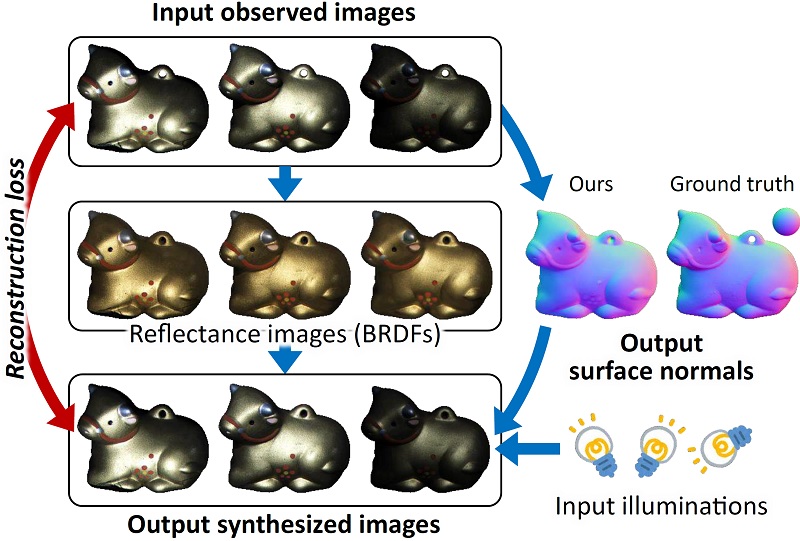 Input observed images
Ours
Ground truth
Reconstruction loss
Reflectance images (BRDFs)
Output
surface normals
Input illuminations
Output synthesized images